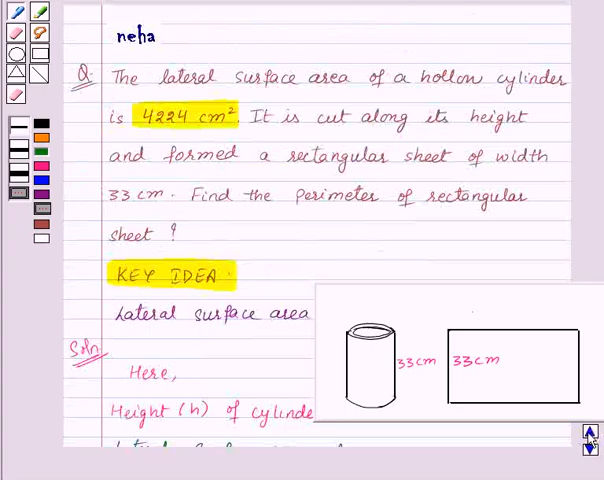 neha
Q. The lateral surface area of a hollow cylinder
is 4224 cm². It is cut along its height
and formed a rectangular sheet of width
33 cm. Find the perimeter of rectangular
sheet ?
KEY IDEA
Lateral surface area
33cm 33cm
Soln
Here,
Height (h) of cylinde